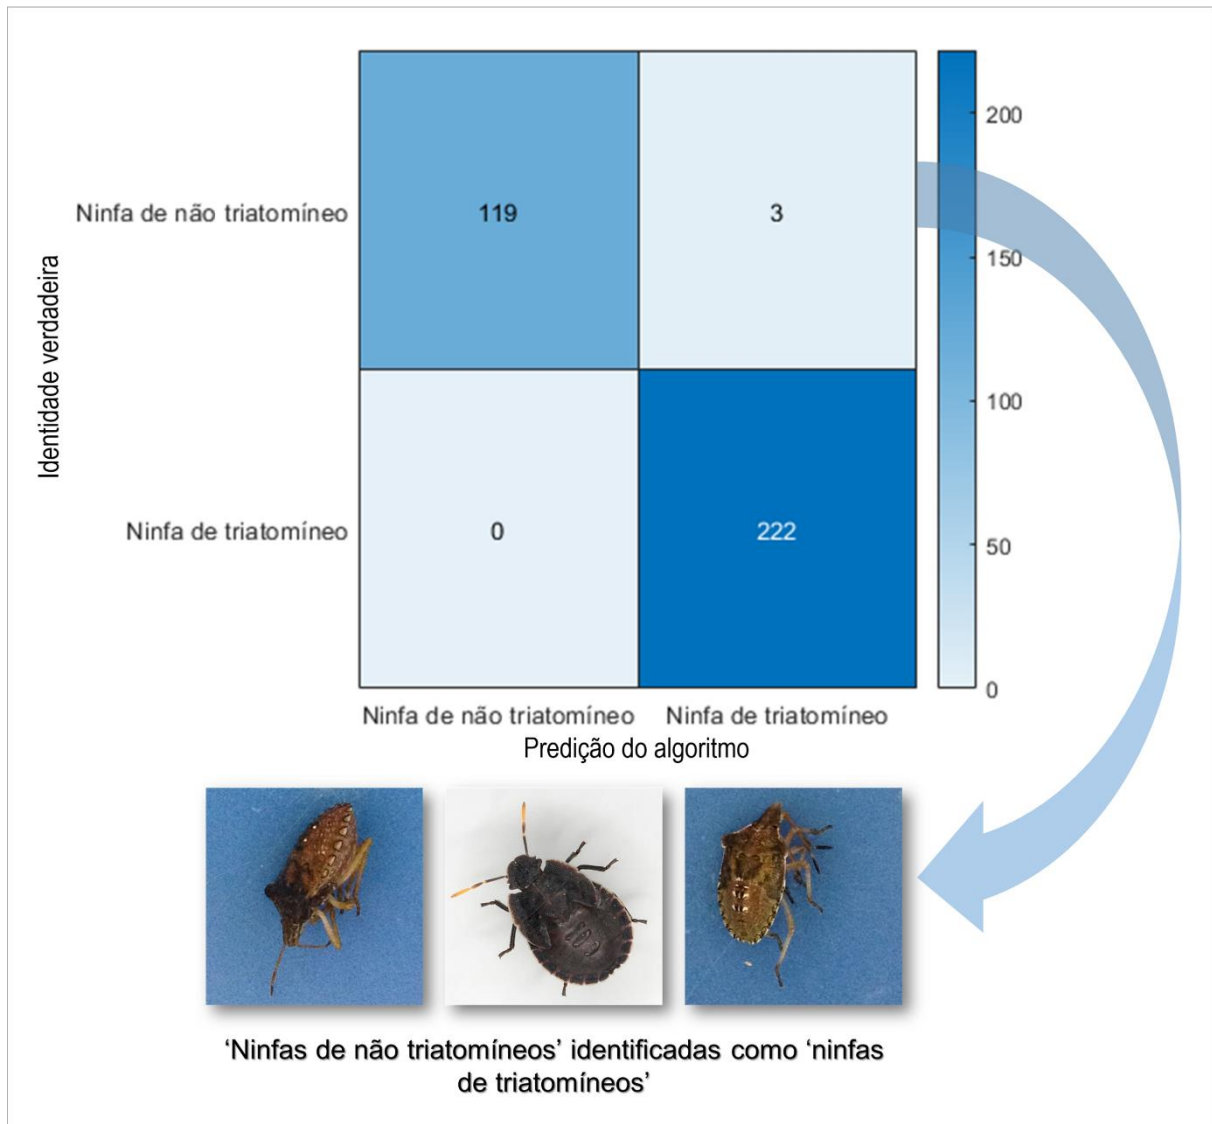 200
Ninfa de não triatomíneo
119
3
150
Identidade verdadeira
100
Ninfa de triatomíneo
0
222
50
0
Ninfa de não triatomíneo
Ninfa de triatomíneo
Predição do algoritmo
‘Ninfas de não triatomíneos’ identificadas como ‘ninfas
de triatomíneos’